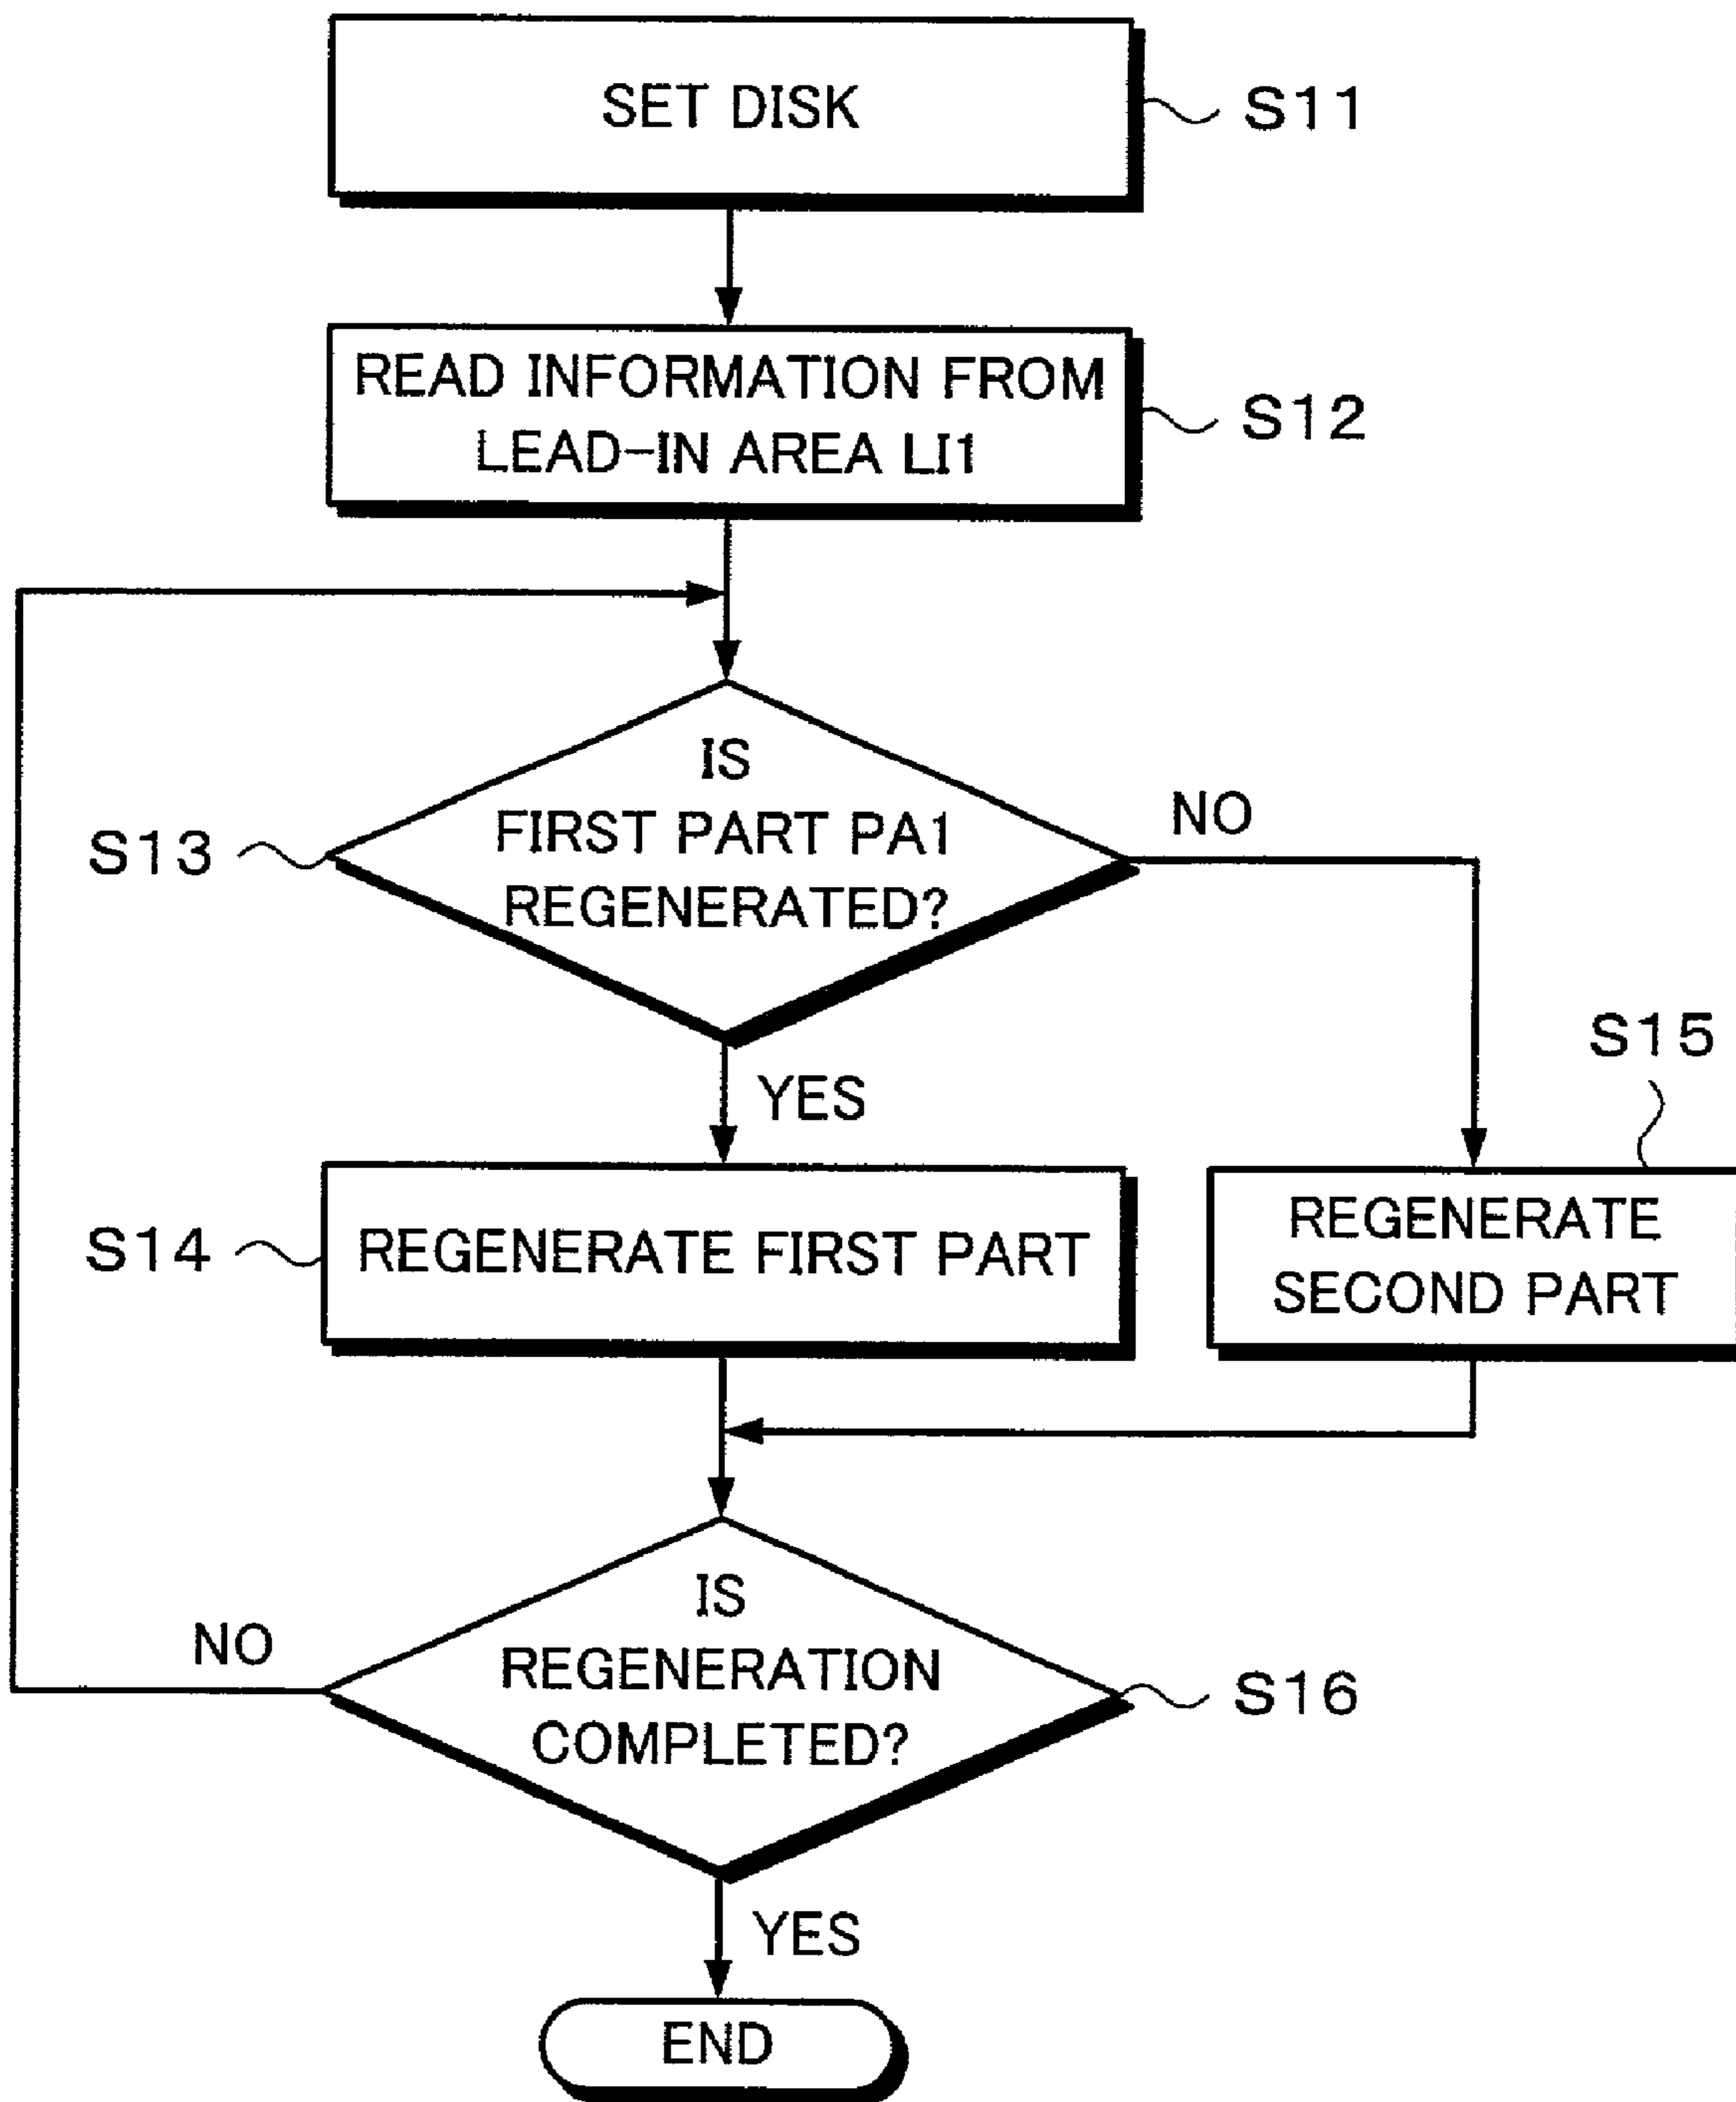 SET DISK
S11
READ INFORMATION FROM
LEAD-IN AREA LI1
S12
IS
FIRST PART PA1
REGENERATED?
S13
NO
YES
S15
S14
REGENERATE FIRST PART
REGENERATE
SECOND PART
IS
REGENERATION
COMPLETED?
NO
S16
YES
END